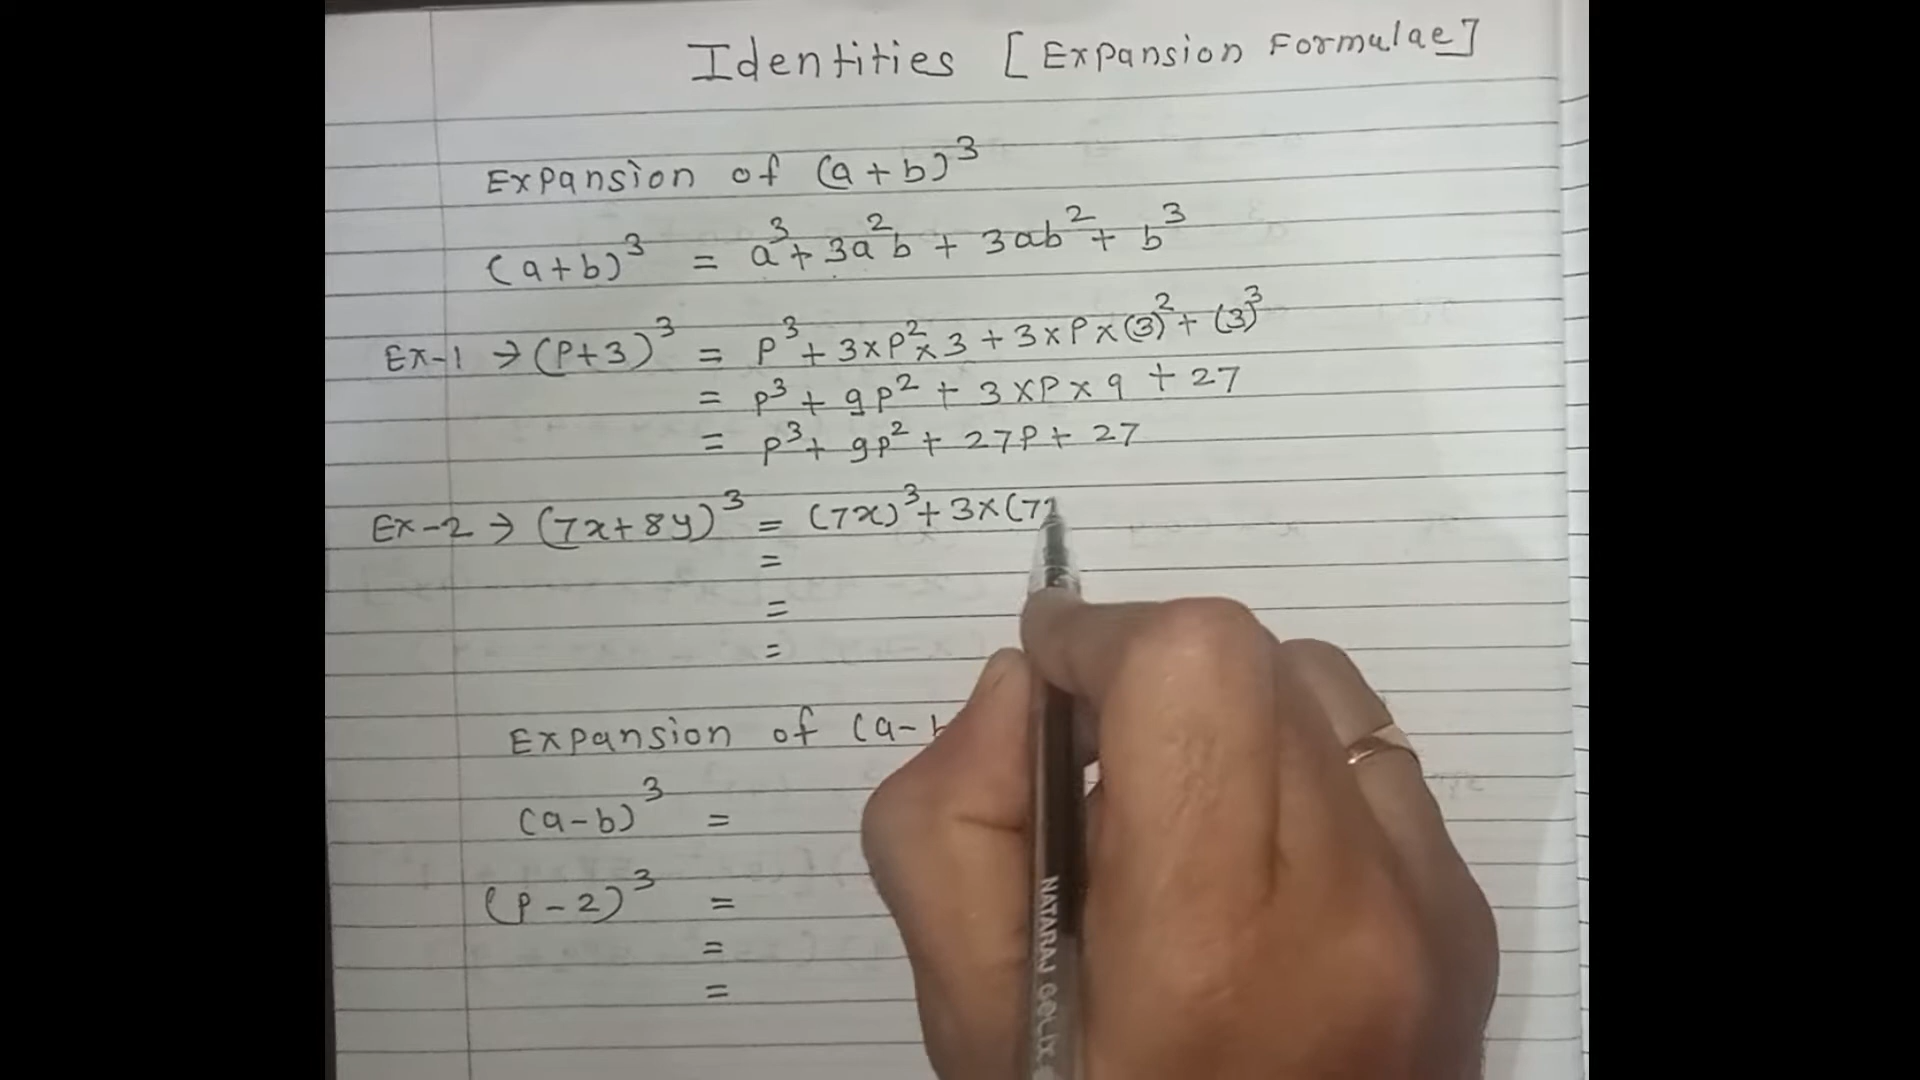 Identities [Expansion Formulae]
Expansion of (a+b)³
(a+b)³ = a³+ 3a²b + 3ab² + b³
Ex-1 → (P+3)³ = P³ + 3×P²×3 + 3×P×(3)² + (3)³
= P³ + 9P² + 3×P×9 + 27
= P³ + 9P² + 27P + 27
Ex-2 → (7x+8y)³ = (7x)³ + 3×(7
=
=
=
Expansion of (a-b
(a-b)³ =
(P-2)³ =
=
=
NATARAJ GELIX